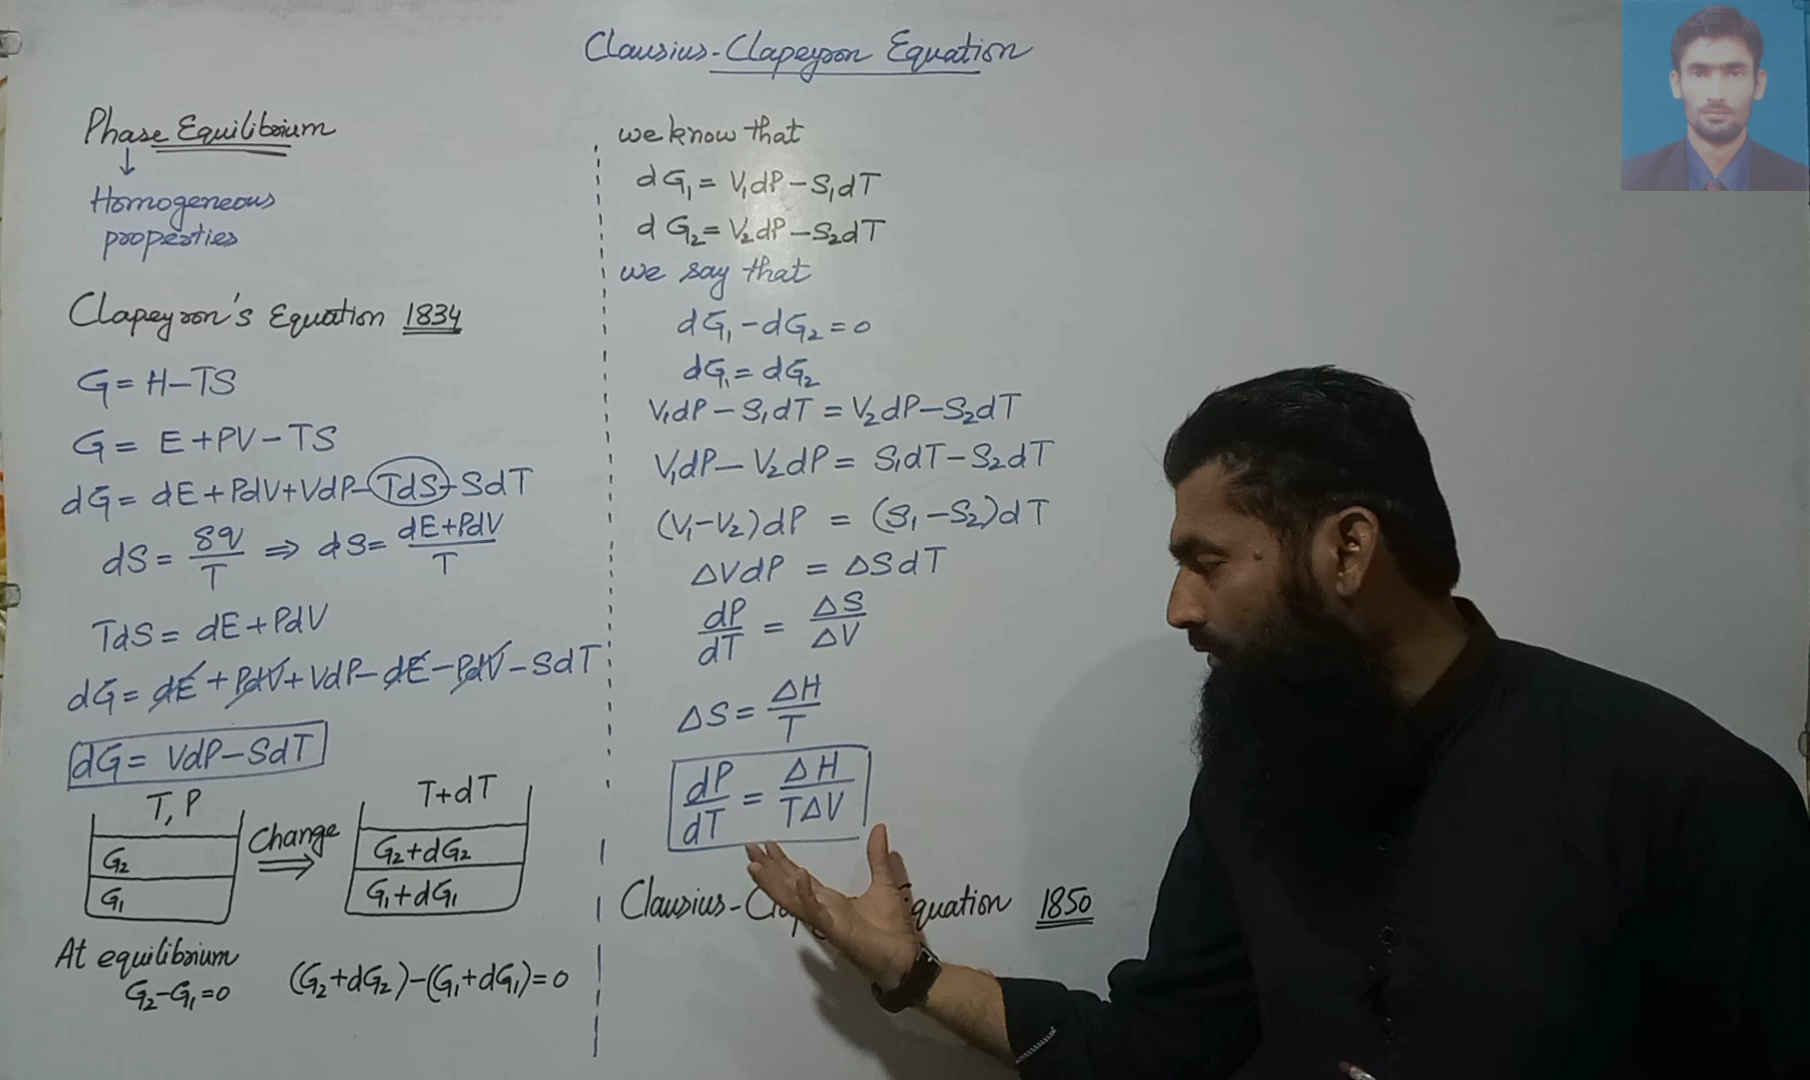 Clausius-Clapeyron Equation
Phase Equilibrium
↓
Homogeneous
properties
Clapeyron's Equation 1834
G = H-TS
G = E+PV-TS
dG = dE+PdV+VdP-TdS-SdT
dS = δq/T ⇒ dS = (dE+PdV)/T
TdS = dE+PdV
dG = dE+PdV+VdP-dE-PdV-SdT
dG = VdP-SdT
T, P
Change ⇒
T+dT
G₂
G₁
G₂+dG₂
G₁+dG₁
At equilibrium
G₂-G₁=0
(G₂+dG₂)-(G₁+dG₁)=0
we know that
dG₁ = V₁dP-S₁dT
dG₂ = V₂dP-S₂dT
we say that
dG₁-dG₂=0
dG₁=dG₂
V₁dP-S₁dT = V₂dP-S₂dT
V₁dP-V₂dP = S₁dT-S₂dT
(V₁-V₂)dP = (S₁-S₂)dT
ΔVdP = ΔSdT
dP/dT = ΔS/ΔV
ΔS = ΔH/T
dP/dT = ΔH/TΔV
Clausius- Equation 1850